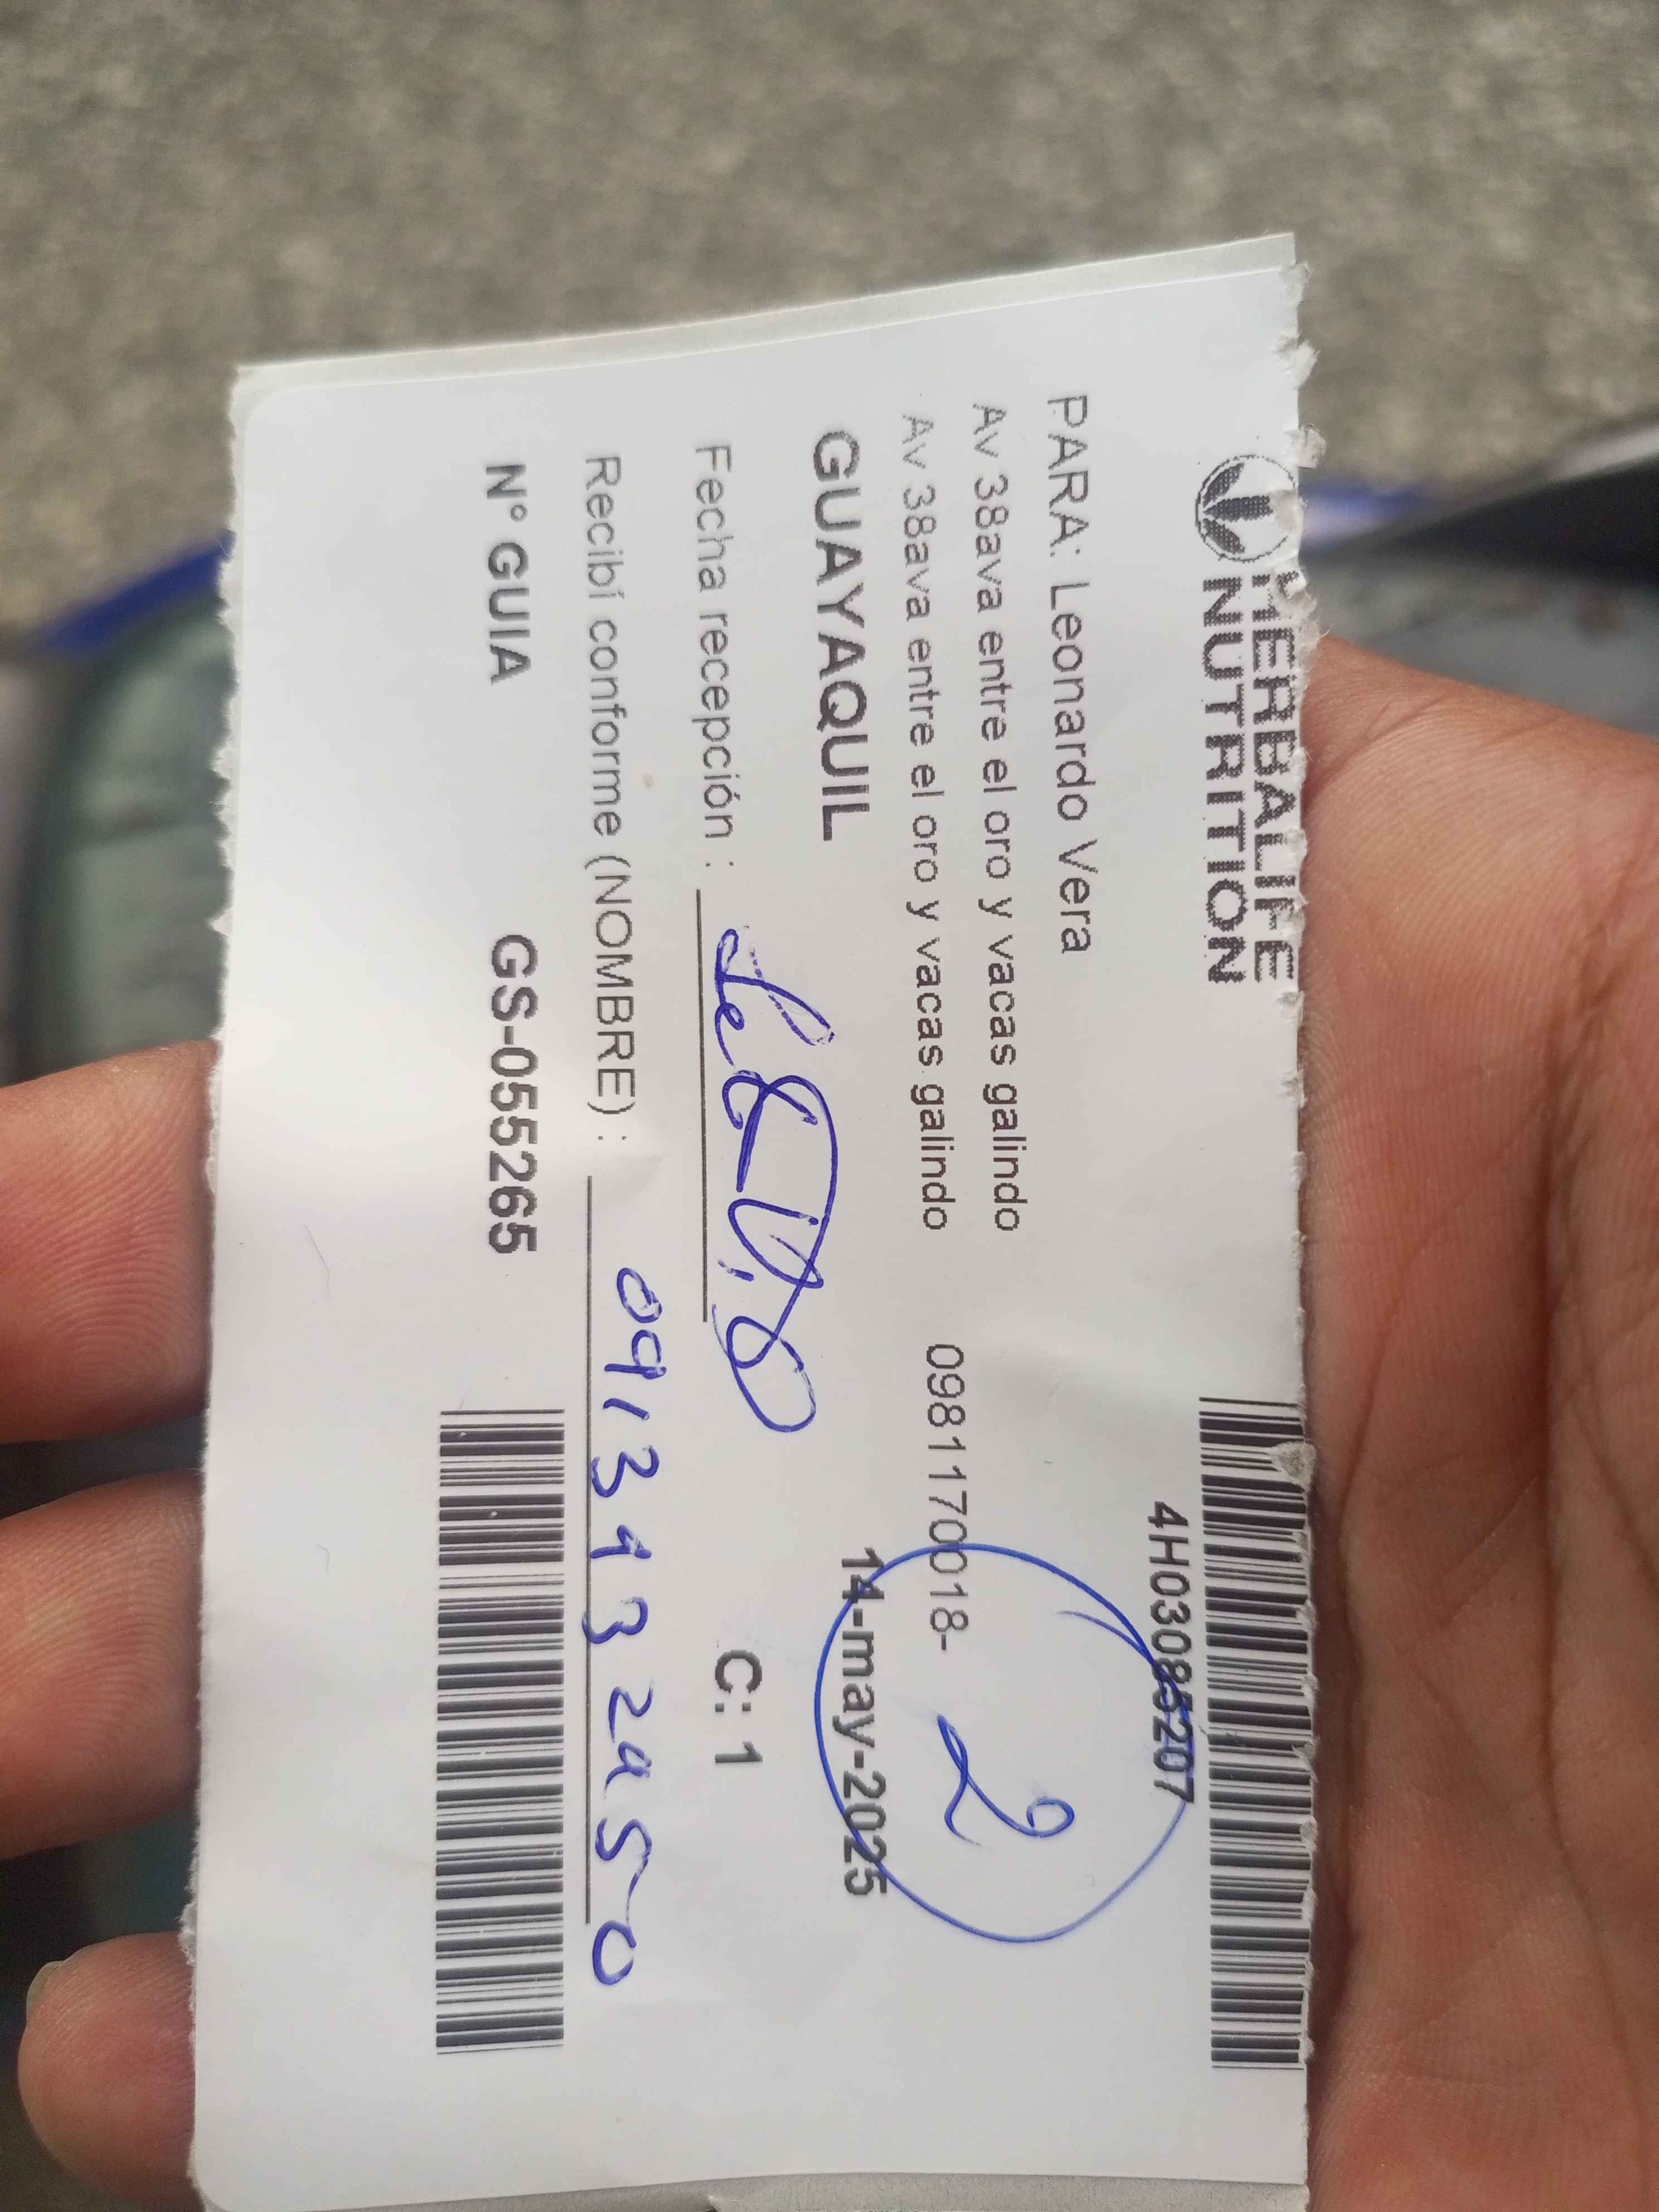 HERBALIFE
NUTRITION
4H03085207
PARA: Leonardo Vera
Av 38ava entre el oro y vacas galindo
Av 38ava entre el oro y vacas galindo 0981170018-
2
GUAYAQUIL 14-may-2025
Fecha recepción : C: 1
Recibí conforme (NOMBRE) : 0913932950
N° GUIA GS-055265